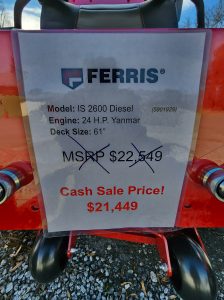 FERRIS®
Model: IS 2600 Diesel (5901929)
Engine: 24 H.P. Yanmar
Deck Size: 61"
MSRP $22,549
Cash Sale Price!
$21,449